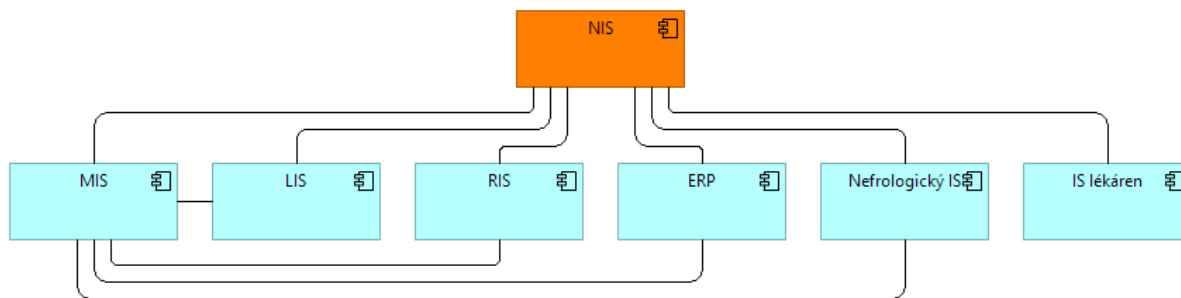 NIS
MIS
LIS
RIS
ERP
Nefrologický IS
IS lékáren